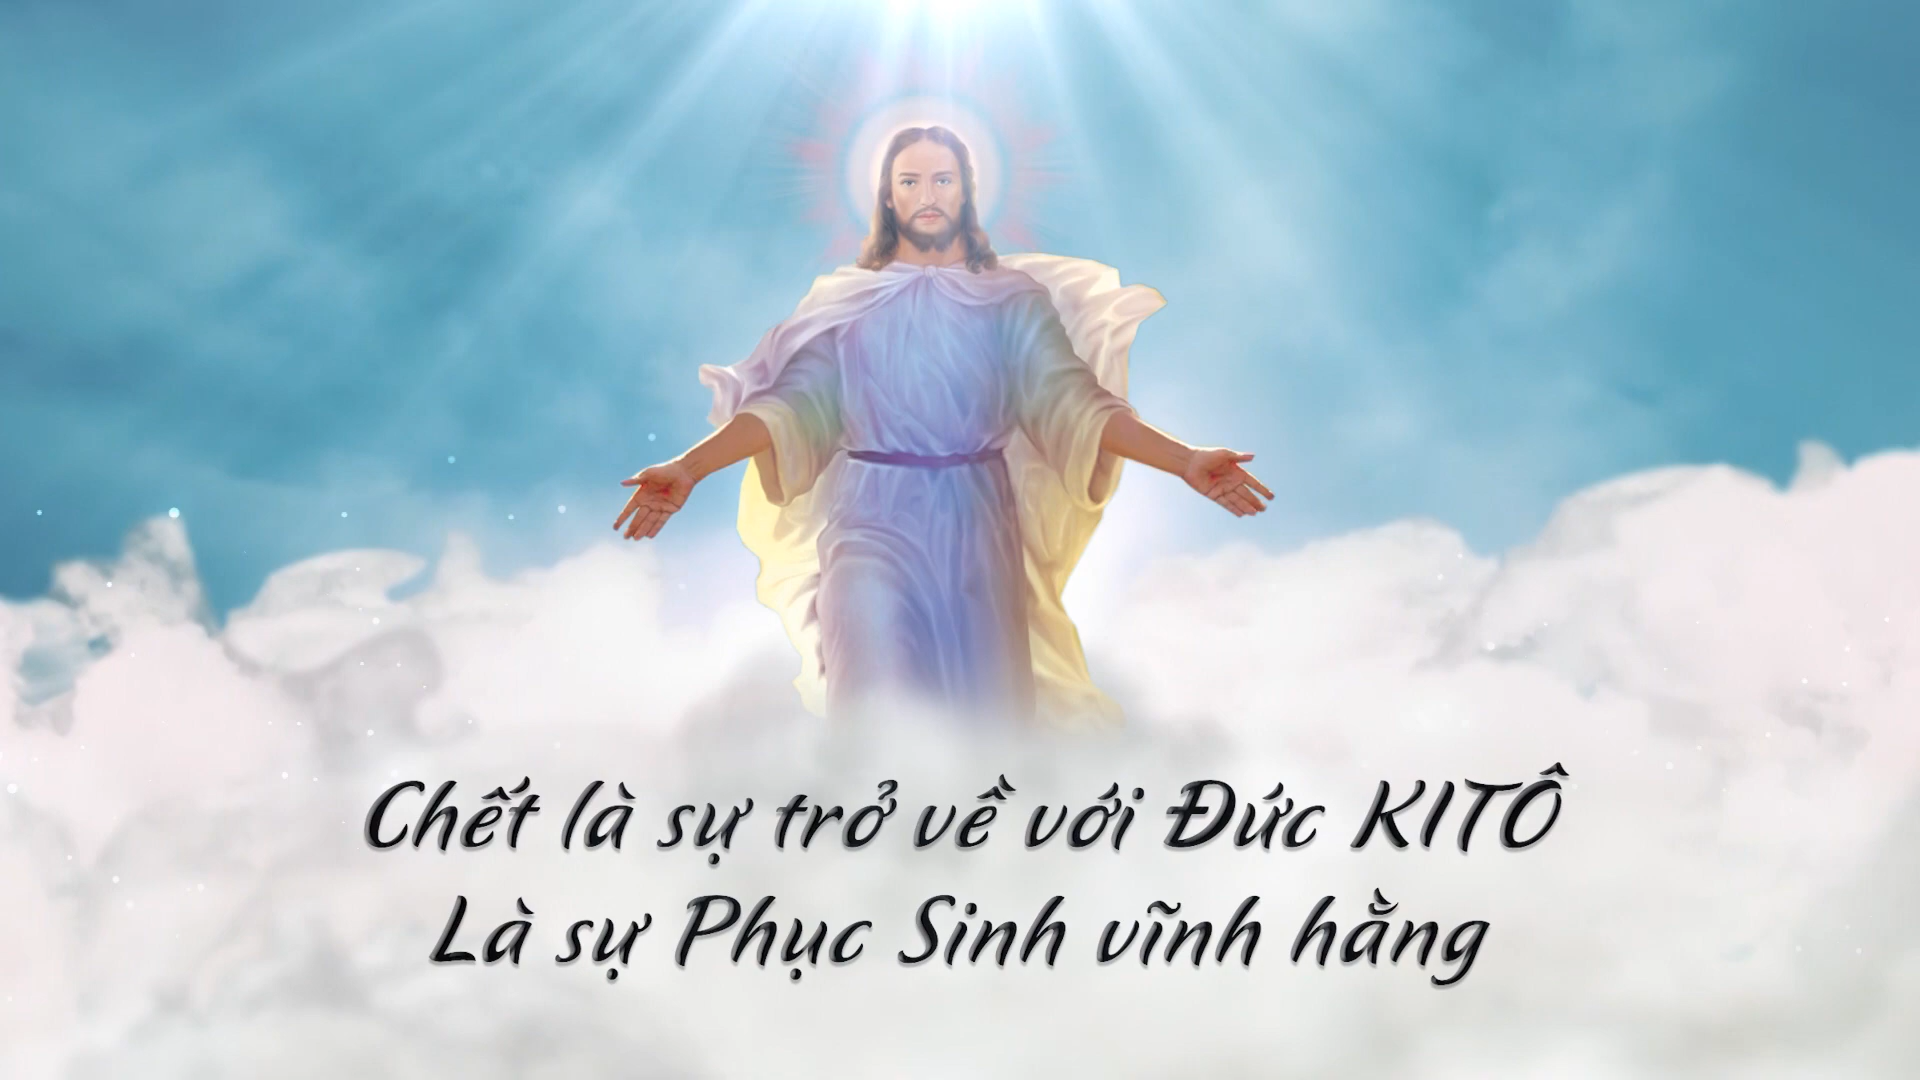 Chết là sự trở về với Đức KITÔ
Là sự Phục Sinh vĩnh hằng